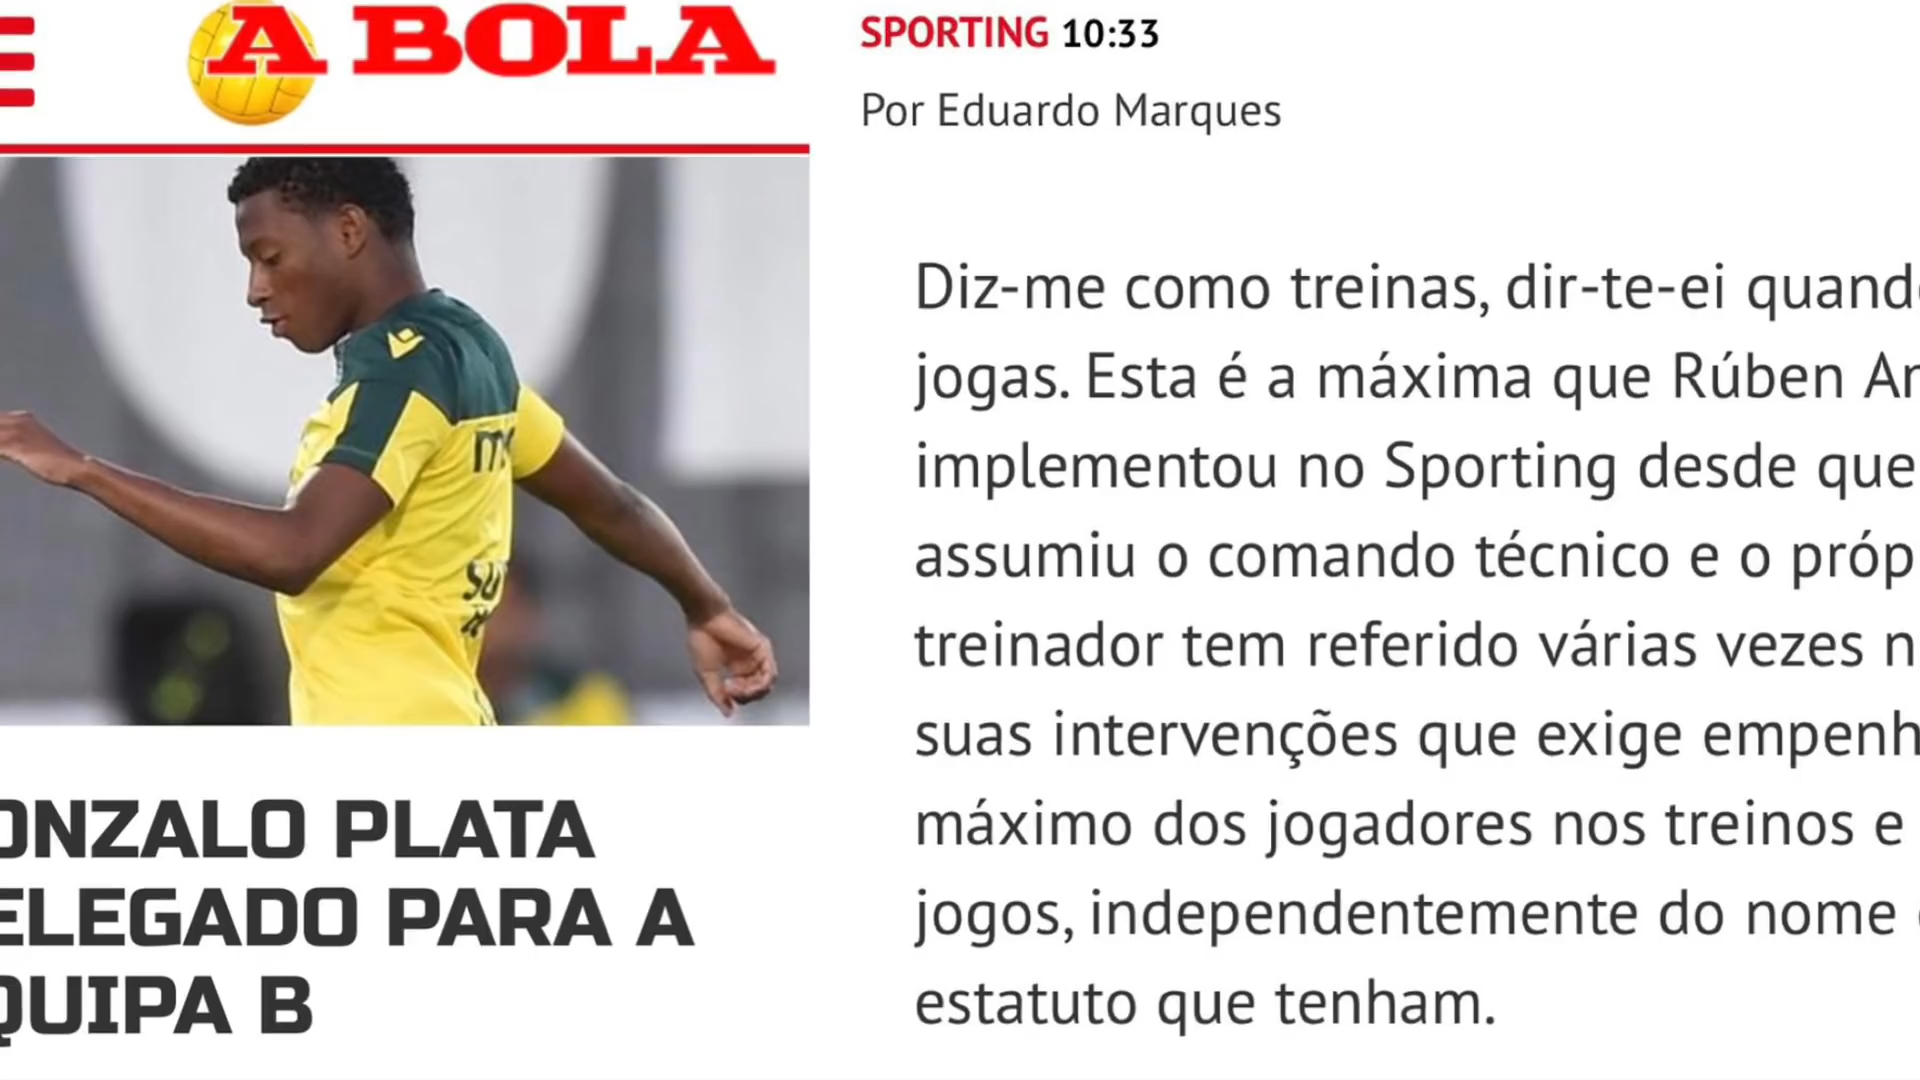 A BOLA
ONZALO PLATA
ELEGADO PARA A
QUIPA B
SPORTING 10:33
Por Eduardo Marques
Diz-me como treinas, dir-te-ei quando
jogas. Esta é a máxima que Rúben Am
implementou no Sporting desde que
assumiu o comando técnico e o próp
treinador tem referido várias vezes n
suas intervenções que exige empenh
máximo dos jogadores nos treinos e
jogos, independentemente do nome
estatuto que tenham.